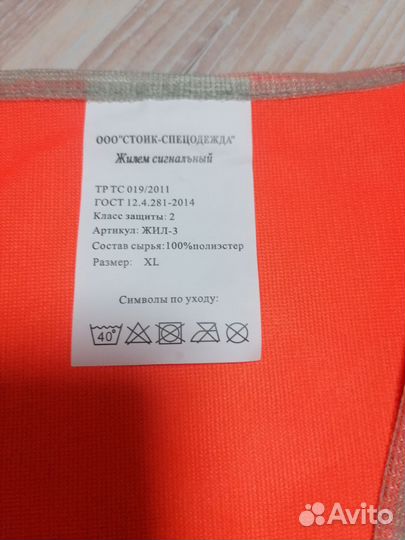 ООО"СТОИК-СПЕЦОДЕЖДА"
Жилет сигнальный
ТР ТС 019/2011
ГОСТ 12.4.281-2014
Класс защиты: 2
Артикул: ЖИЛ-3
Состав сырья:100%полиэстер
Размер: XL
Символы по уходу:
40°
Avito